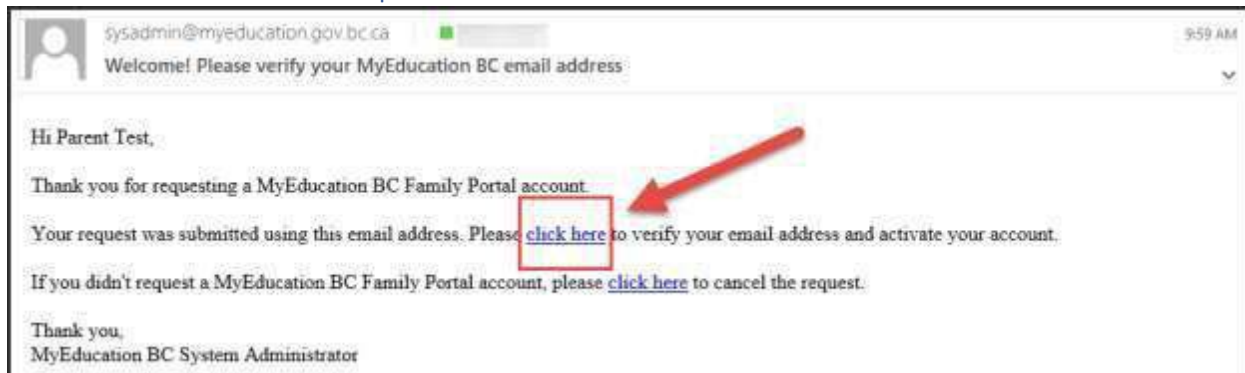 sysadmin@myeducation.gov.bc.ca
9:59 AM
Welcome! Please verify your MyEducation BC email address
Hi Parent Test,
Thank you for requesting a MyEducation BC Family Portal account.
Your request was submitted using this email address. Please click here to verify your email address and activate your account.
If you didn't request a MyEducation BC Family Portal account, please click here to cancel the request.
Thank you,
MyEducation BC System Administrator